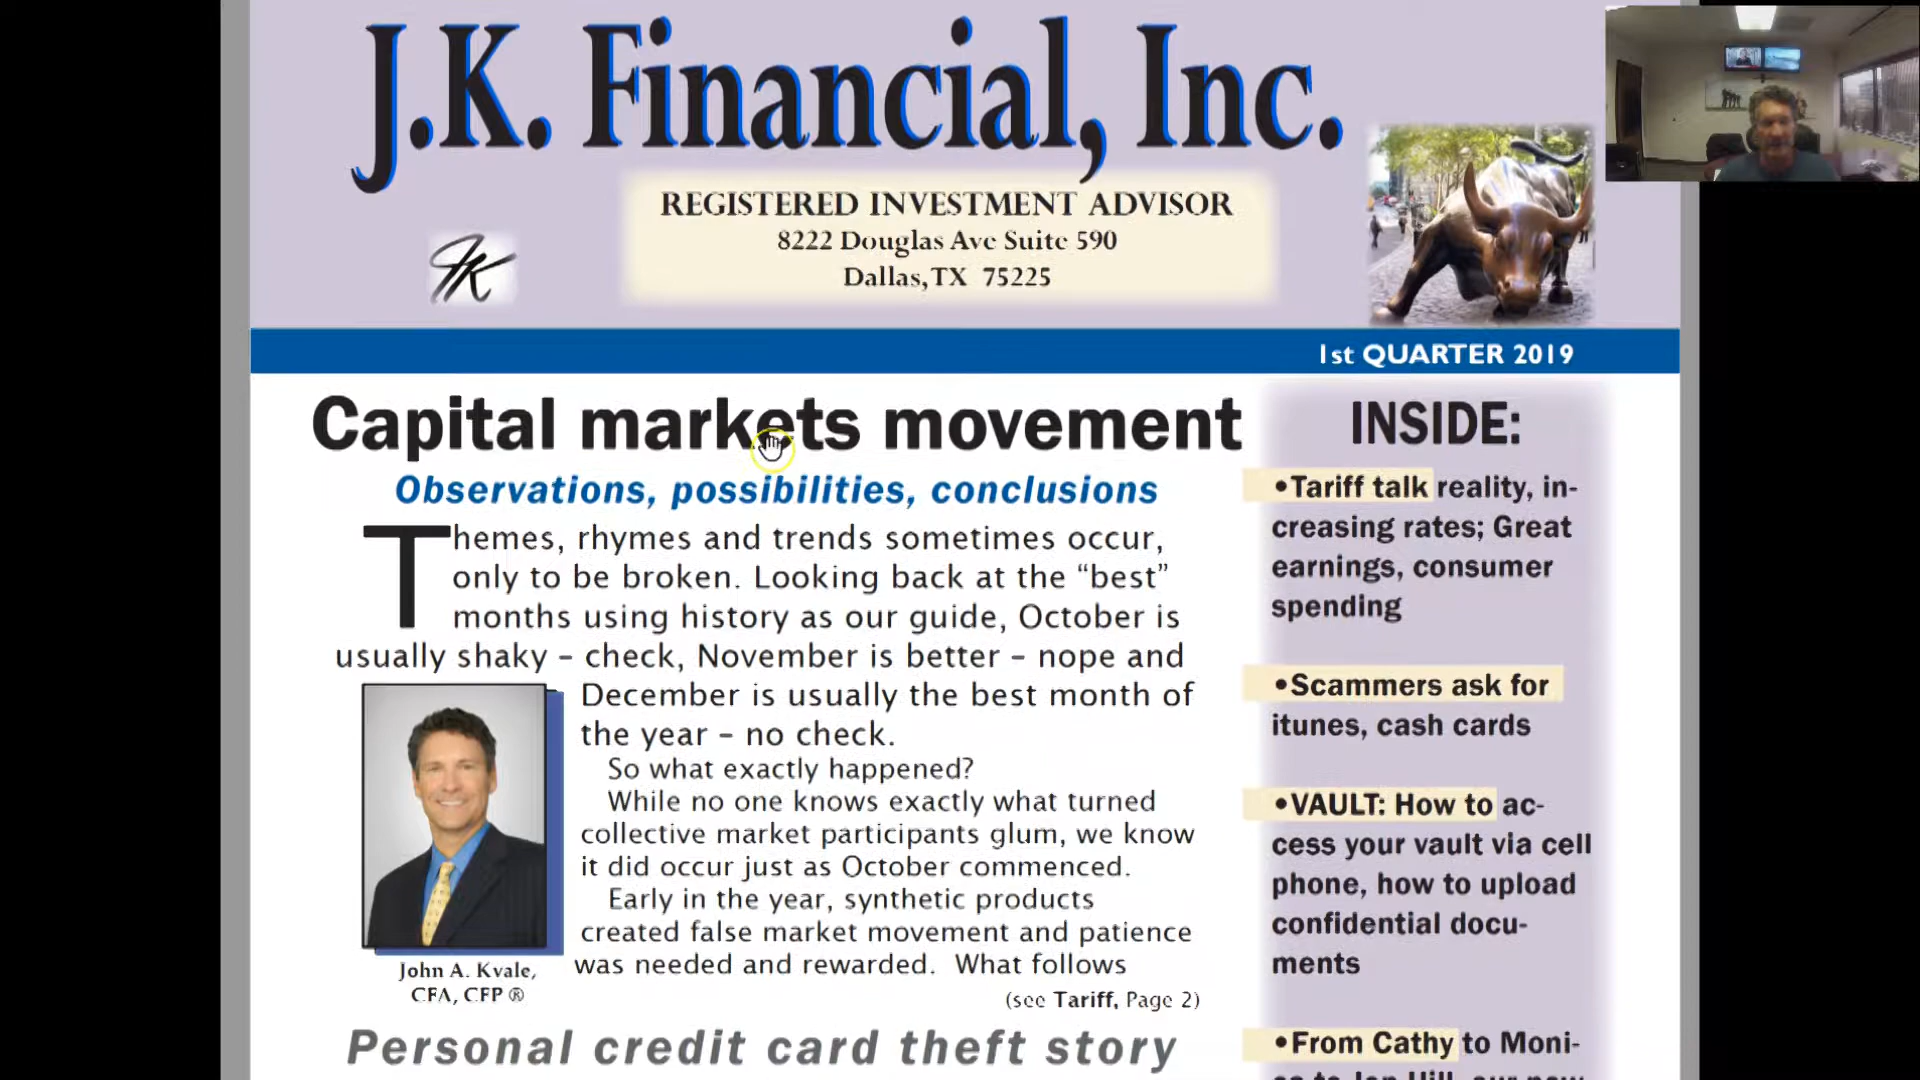 J.K. Financial, Inc.
REGISTERED INVESTMENT ADVISOR
8222 Douglas Ave Suite 590
Dallas, TX 75225
JK
1st QUARTER 2019
Capital markets movement
Observations, possibilities, conclusions
Themes, rhymes and trends sometimes occur,
only to be broken. Looking back at the “best”
months using history as our guide, October is
usually shaky – check, November is better – nope and
December is usually the best month of
the year – no check.
So what exactly happened?
While no one knows exactly what turned
collective market participants glum, we know
it did occur just as October commenced.
Early in the year, synthetic products
created false market movement and patience
was needed and rewarded. What follows
(see Tariff, Page 2)
John A. Kvale,
CFA, CFP ®
Personal credit card theft story
INSIDE:
•Tariff talk reality, in-
creasing rates; Great
earnings, consumer
spending
•Scammers ask for
itunes, cash cards
•VAULT: How to ac-
cess your vault via cell
phone, how to upload
confidential docu-
ments
•From Cathy to Moni-